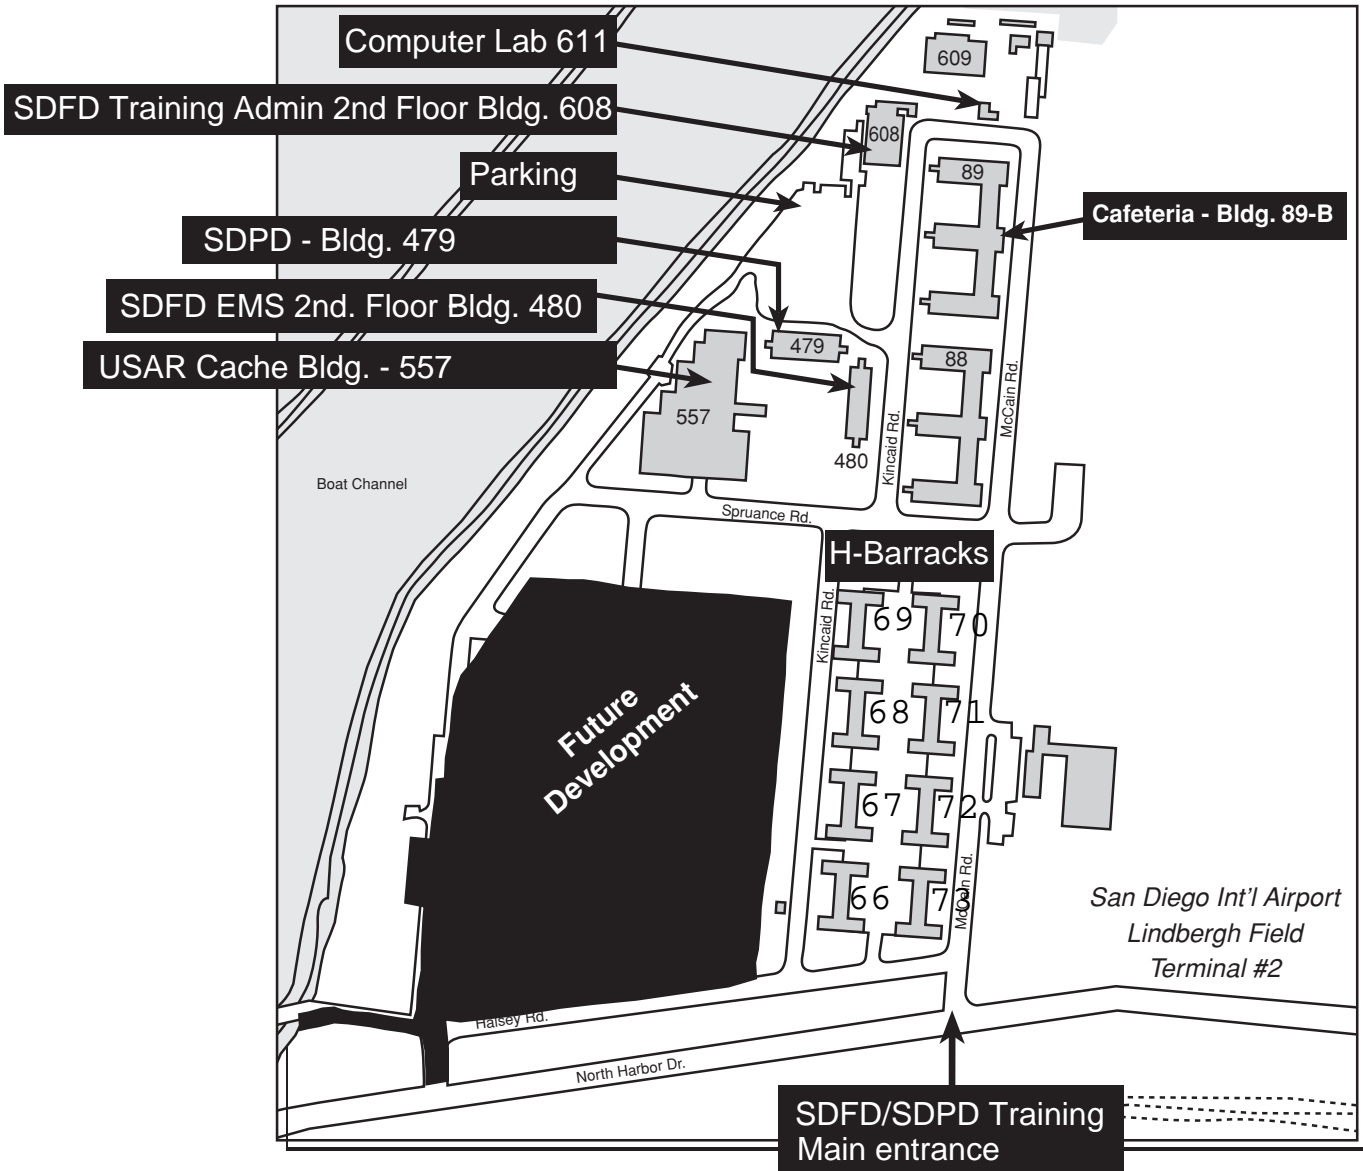 Computer Lab 611
609
SDFD Training Admin 2nd Floor Bldg. 608
608
Parking
89
Cafeteria - Bldg. 89-B
SDPD - Bldg. 479
SDFD EMS 2nd. Floor Bldg. 480
479
88
USAR Cache Bldg. - 557
557
480
Kincaid Rd.
McCain Rd.
Boat Channel
Spruance Rd.
H-Barracks
Kincaid Rd.
69
70
68
71
Future
Development
67
72
66
73
McCain Rd.
San Diego Int'l Airport
Lindbergh Field
Terminal #2
Halsey Rd.
North Harbor Dr.
SDFD/SDPD Training
Main entrance